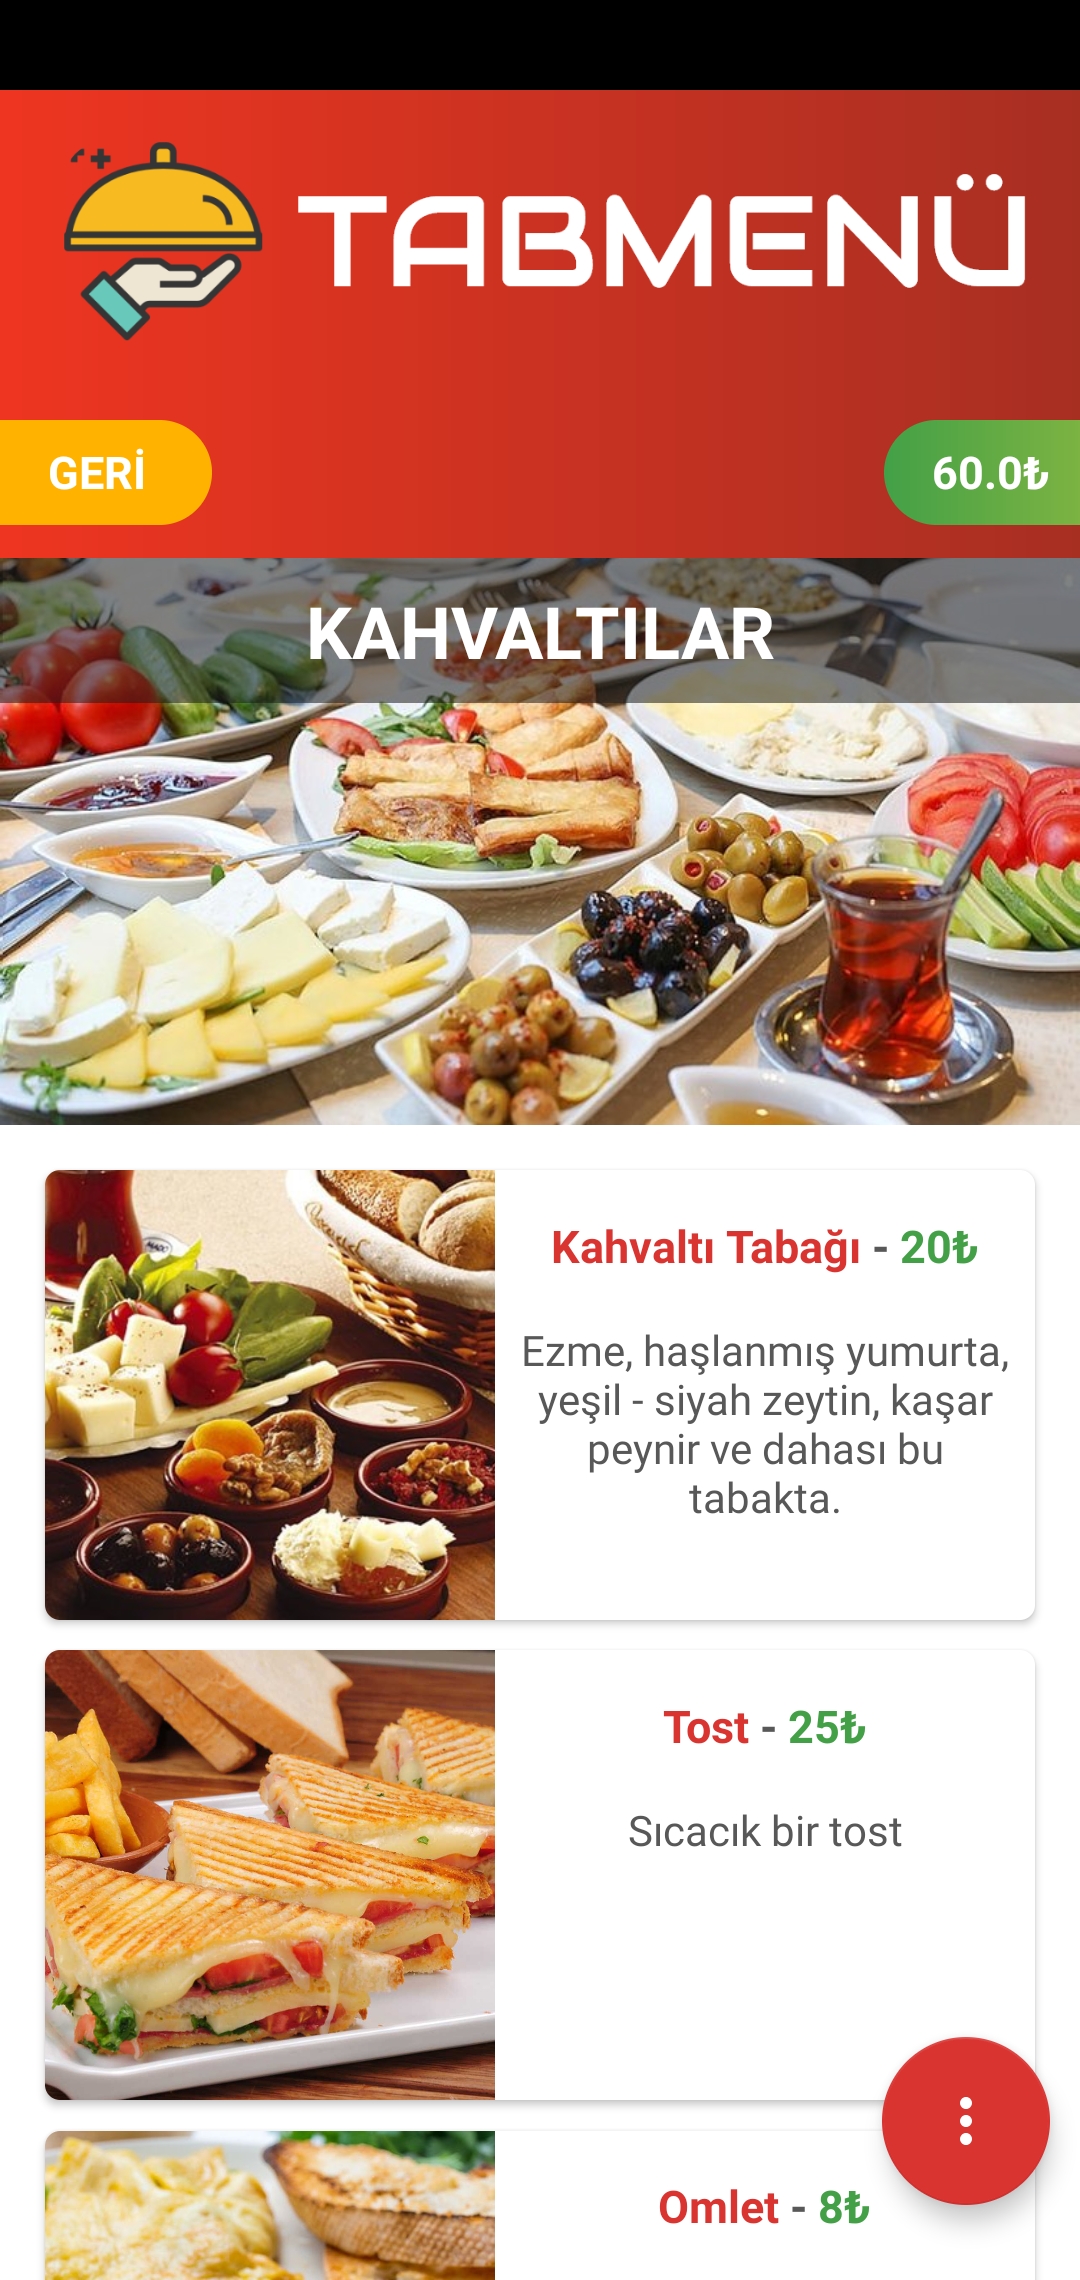 TABMENÜ
GERİ
60.0₺
KAHVALTILAR
Kahvaltı Tabağı - 20₺
Ezme, haşlanmış yumurta,
yeşil - siyah zeytin, kaşar
peynir ve dahası bu
tabakta.
Tost - 25₺
Sıcacık bir tost
Omlet - 8₺